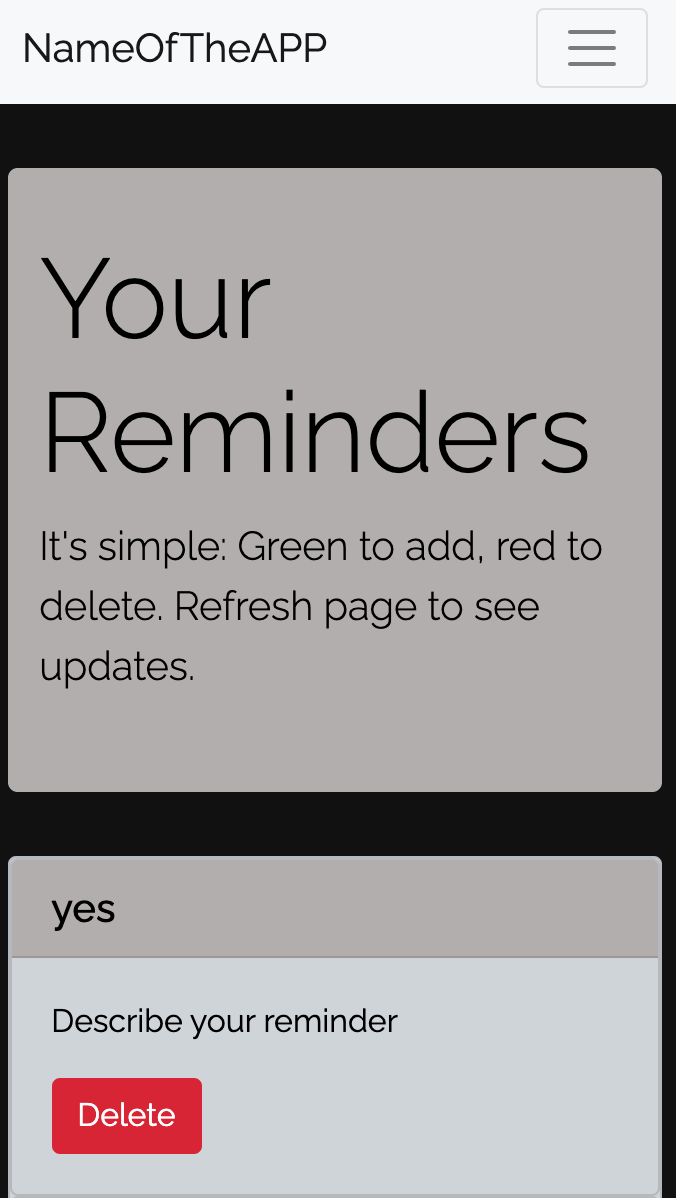 NameOfTheAPP
Your
Reminders
It's simple: Green to add, red to
delete. Refresh page to see
updates.
yes
Describe your reminder
Delete